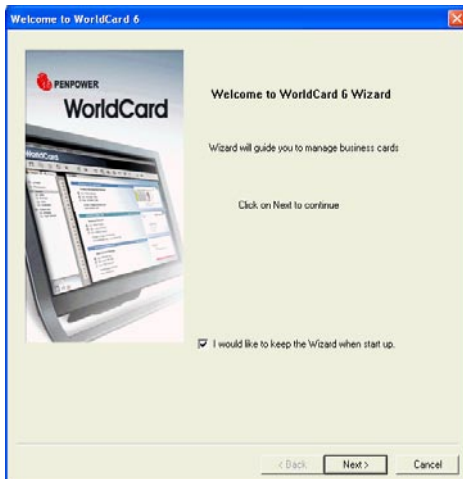 Welcome to WorldCard 6
PENPOWER
WorldCard
Welcome to WorldCard 6 Wizard
Wizard will guide you to manage business cards
Click on Next to continue
I would like to keep the Wizard when start up.
< Back
Next >
Cancel